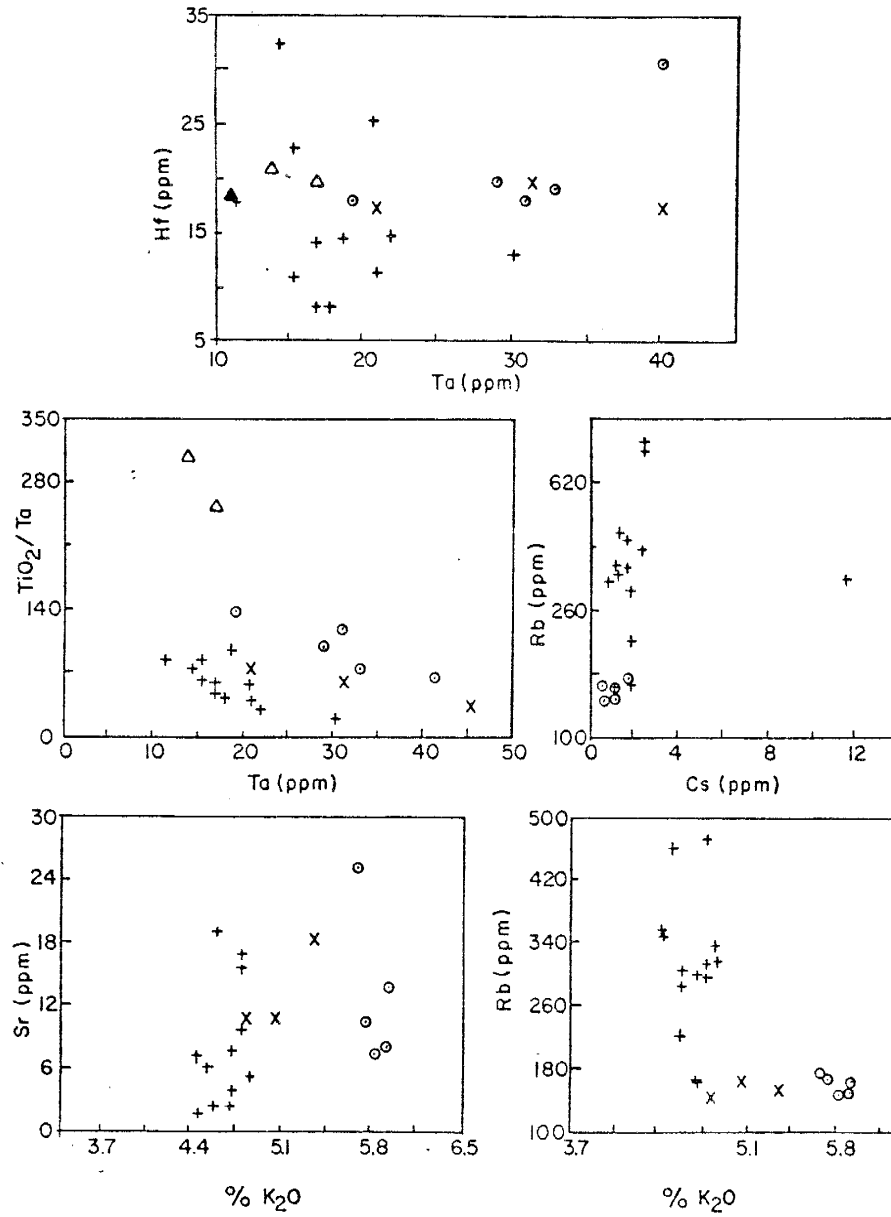 35
25
15
5
Hf (ppm)
10 20 30 40
Ta (ppm)
350
280
140
0
TiO2/Ta
0 10 20 30 40 50
Ta (ppm)
620
260
100
Rb (ppm)
0 4 8 12
Cs (ppm)
30
24
18
12
6
0
Sr (ppm)
3.7 4.4 5.1 5.8 6.5
% K2O
500
420
340
260
180
100
Rb (ppm)
3.7 5.1 5.8
% K2O